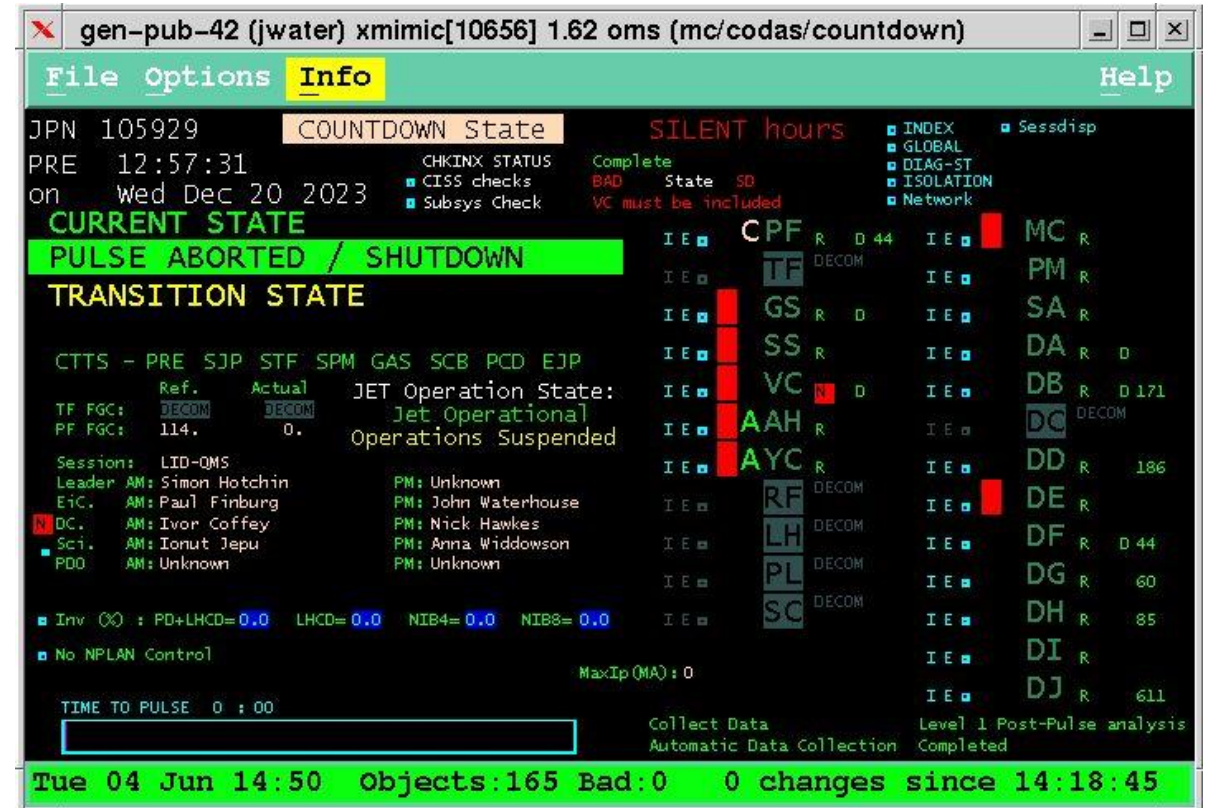 gen-pub-42 (jwater) xmimic[10656] 1.62 oms (mc/codas/countdown)
File Options Info Help
JPN 105929 COUNTDOWN State SILENT hours
PRE 12:57:31
on Wed Dec 20 2023
CHKINX STATUS Complete
CISS checks BAD State SD
Subsys Check VC must be included
INDEX Sessdisp
GLOBAL
DIAG-ST
ISOLATION
Network
CURRENT STATE
PULSE ABORTED / SHUTDOWN
TRANSITION STATE
CTTS - PRE SJP STF SPM GAS SCB PCD EJP
Ref. Actual
TF FGC: DECOM DECOM
PF FGC: 114. 0.
JET Operation State:
Jet Operational
Operations Suspended
Session: LID-QMS
Leader AM: Simon Hotchin PM: Unknown
EiC. AM: Paul Finburg PM: John Waterhouse
N DC. AM: Ivor Coffey PM: Nick Hawkes
Sci. AM: Ionut Jepu PM: Anna Widdowson
PDO AM: Unknown PM: Unknown
Inv (%) : PD+LHCD= 0.0 LHCD= 0.0 NIB4= 0.0 NIB8= 0.0
No NPLAN Control
MaxIp(MA): 0
TIME TO PULSE 0 : 00
I E C PF R D 44
I E TF DECOM
I E GS R D
I E SS R
I E VC N D
I E A AH R
I E A YC R
I E RF DECOM
I E LH DECOM
I E PL DECOM
I E SC DECOM
I E MC R
I E PM R
I E SA R
I E DA R D
I E DB R D 171
I E DC DECOM
I E DD R 186
I E DE R
I E DF R D 44
I E DG R 60
I E DH R 85
I E DI R
I E DJ R 611
Collect Data
Automatic Data Collection
Level 1 Post-Pulse analysis
Completed
Tue 04 Jun 14:50 Objects:165 Bad:0 0 changes since 14:18:45